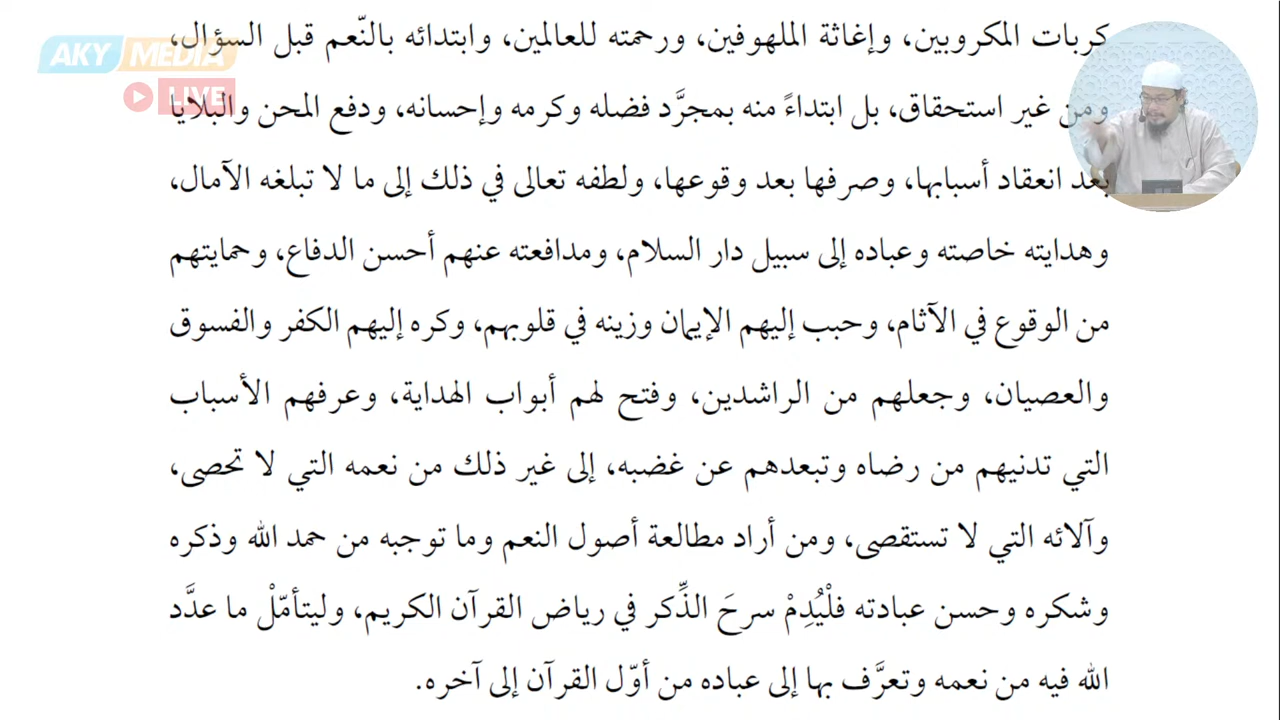 AKY MEDIA
LIVE
كربات المكروبين، وإغاثة الملهوفين، ورحمته للعالمين، وابتدائه بالنّعم قبل السؤال،
ومن غير استحقاق، بل ابتداءً منه بمجرَّد فضله وكرمه وإحسانه، ودفع المحن والبلايا
بعد انعقاد أسبابها، وصرفها بعد وقوعها، ولطفه تعالى في ذلك إلى ما لا تبلغه الآمال،
وهدايته خاصته وعباده إلى سبيل دار السلام، ومدافعته عنهم أحسن الدفاع، وحمايتهم
من الوقوع في الآثام، وحبب إليهم الإيمان وزينه في قلوبهم، وكره إليهم الكفر والفسوق
والعصيان، وجعلهم من الراشدين، وفتح لهم أبواب الهداية، وعرفهم الأسباب
التي تدنيهم من رضاه وتبعدهم عن غضبه، إلى غير ذلك من نعمه التي لا تحصى،
وآلائه التي لا تستقصى، ومن أراد مطالعة أصول النعم وما توجبه من حمد الله وذكره
وشكره وحسن عبادته فلْيُدِمْ سرحَ الذِّكر في رياض القرآن الكريم، وليتأمّلْ ما عدَّد
الله فيه من نعمه وتعرَّف بها إلى عباده من أوّل القرآن إلى آخره.